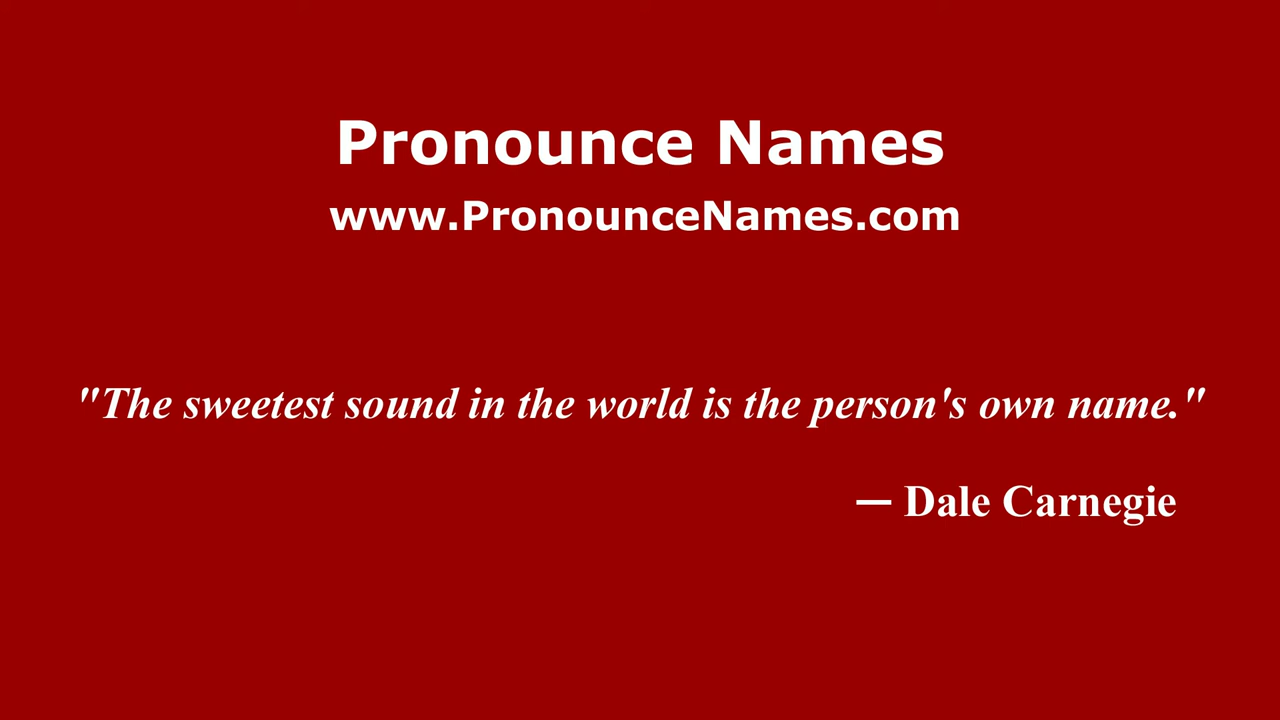 Pronounce Names
www.PronounceNames.com
"The sweetest sound in the world is the person's own name."
— Dale Carnegie